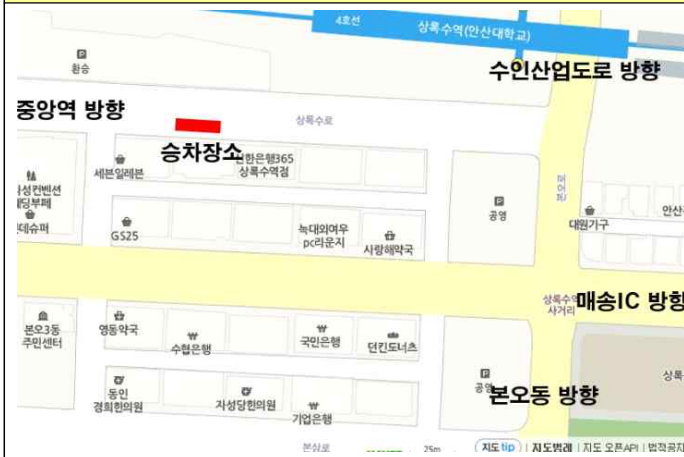 4호선
상록수역(안산대학교)
P
환승
수인산업도로 방향
중앙역 방향
상록수로
승차장소
신한은행365
상록수역점
세븐일레븐
P
공영
안산
대원가구
GS25
늑대와여우
pc라운지
사랑해약국
상록수역
사거리
매송IC 방향
본오3동
주민센터
영동약국
수협은행
국민은행
던킨도너츠
P
공영
본오동 방향
상록
동인
경희한의원
자성당한의원
기업은행
본삼로
25m
지도 tip
지도범례
지도 오픈API
법적공지